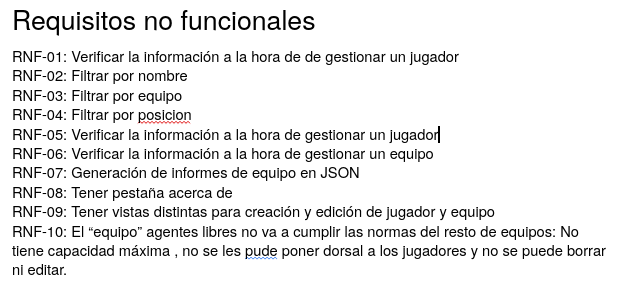 Requisitos no funcionales
RNF-01: Verificar la información a la hora de de gestionar un jugador
RNF-02: Filtrar por nombre
RNF-03: Filtrar por equipo
RNF-04: Filtrar por posicion
RNF-05: Verificar la información a la hora de gestionar un jugador
RNF-06: Verificar la información a la hora de gestionar un equipo
RNF-07: Generación de informes de equipo en JSON
RNF-08: Tener pestaña acerca de
RNF-09: Tener vistas distintas para creación y edición de jugador y equipo
RNF-10: El “equipo” agentes libres no va a cumplir las normas del resto de equipos: No
tiene capacidad máxima , no se les pude poner dorsal a los jugadores y no se puede borrar
ni editar.